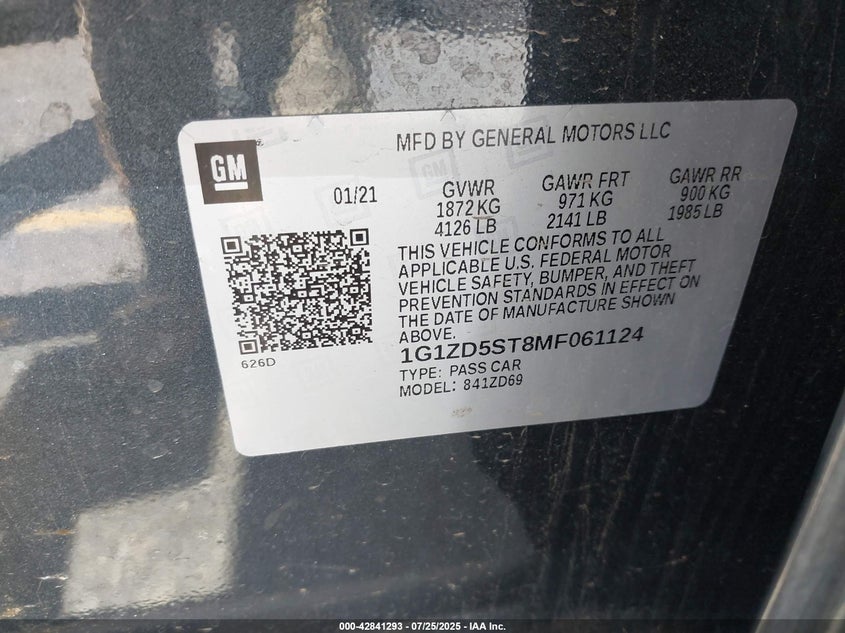 MFD BY GENERAL MOTORS LLC
GM
01/21
GVWR GAWR FRT GAWR RR
1872 KG 971 KG 900 KG
4126 LB 2141 LB 1985 LB
THIS VEHICLE CONFORMS TO ALL
APPLICABLE U.S. FEDERAL MOTOR
VEHICLE SAFETY, BUMPER, AND THEFT
PREVENTION STANDARDS IN EFFECT ON
THE DATE OF MANUFACTURE SHOWN
ABOVE.
626D
1G1ZD5ST8MF061124
TYPE: PASS CAR
MODEL: 841ZD69
000-42841293 - 07/25/2025 - IAA Inc.